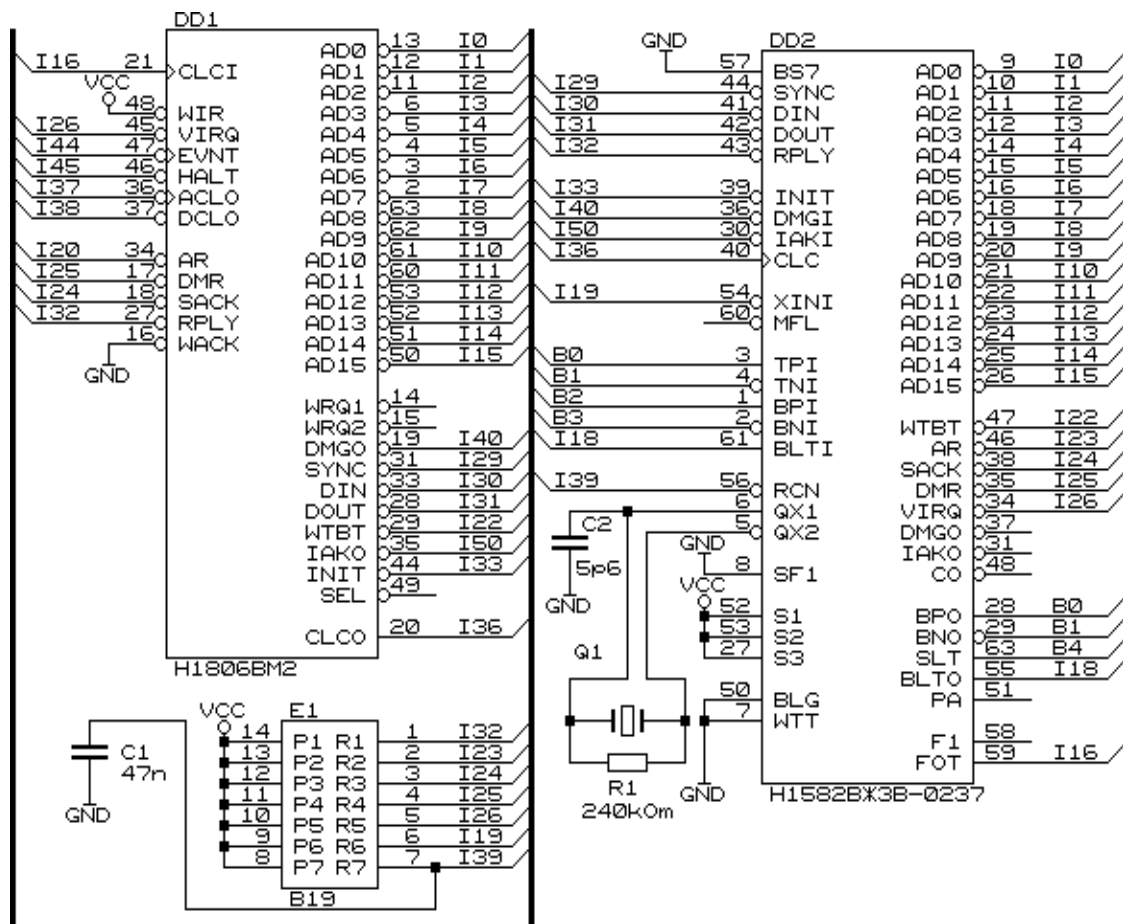 DD1
I16 21 CLCI
VCC
48 WIR
I26 45 VIRQ
I44 47 EVNT
I45 46 HALT
I37 36 ACLO
I38 37 DCLO
I20 34 AR
I25 17 DMR
I24 18 SACK
I32 27 RPLY
16 WACK
GND
AD0 13 I0
AD1 12 I1
AD2 11 I2
AD3 6 I3
AD4 5 I4
AD5 4 I5
AD6 3 I6
AD7 2 I7
AD8 63 I8
AD9 62 I9
AD10 61 I10
AD11 60 I11
AD12 53 I12
AD13 52 I13
AD14 51 I14
AD15 50 I15
WRQ1 14
WRQ2 15
DMGO 19 I40
SYNC 31 I29
DIN 33 I30
DOUT 28 I31
WTBT 29 I22
IAKO 35 I50
INIT 44 I33
SEL 49
CLCO 20 I36
H1806BM2
C1
47n
GND
VCC
E1
14 P1 R1 1 I32
13 P2 R2 2 I23
12 P3 R3 3 I24
11 P4 R4 4 I25
10 P5 R5 5 I26
9 P6 R6 6 I19
8 P7 R7 7 I39
B19
DD2
GND
57 BS7
I29 44 SYNC
I30 41 DIN
I31 42 DOUT
I32 43 RPLY
I33 39 INIT
I40 36 DMGI
I50 30 IAKI
I36 40 CLC
I19 54 XINI
60 MFL
B0 3 TPI
B1 4 TNI
B2 1 BPI
B3 2 BNI
I18 61 BLTI
I39 56 RCN
6 QX1
5 QX2
C2
5p6
GND
GND
8 SF1
VCC
52 S1
53 S2
27 S3
Q1
50 BLG
7 WTT
R1
240kOm
GND
AD0 9 I0
AD1 10 I1
AD2 11 I2
AD3 12 I3
AD4 14 I4
AD5 15 I5
AD6 16 I6
AD7 18 I7
AD8 19 I8
AD9 20 I9
AD10 21 I10
AD11 22 I11
AD12 23 I12
AD13 24 I13
AD14 25 I14
AD15 26 I15
WTBT 47 I22
AR 46 I23
SACK 38 I24
DMR 35 I25
VIRQ 34 I26
DMGO 37
IAKO 31
CO 48
BPO 28 B0
BNO 29 B1
SLT 63 B4
BLTO 55 I18
PA 51
F1 58
FOT 59 I16
H1582ВЖ3В-0237